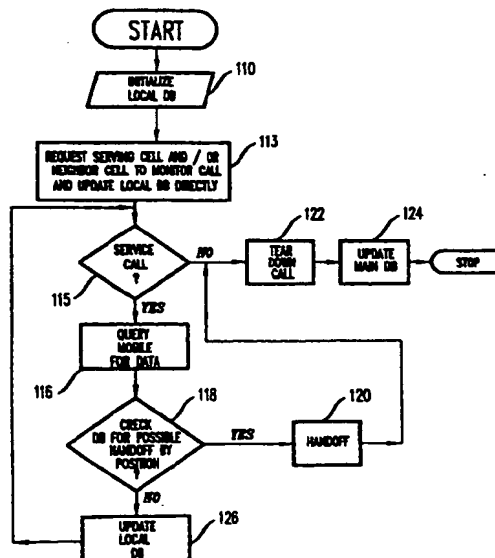 START
INITIALIZE
LOCAL DB
110
REQUEST SERVING CELL AND / OR
NEIGHBOR CELL TO MONITOR CALL
AND UPDATE LOCAL DB DIRECTLY
113
SERVICE
CALL
?
115
NO
YES
122
TEAR
DOWN
CALL
124
UPDATE
MAIN DB
STOP
QUERY
MOBILE
FOR DATA
116
118
CHECK
DB FOR POSSIBLE
HANDOFF BY
POSITION
?
YES
120
HANDOFF
NO
UPDATE
LOCAL
DB
126